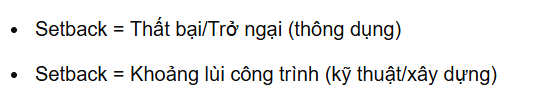 • Setback = Thất bại/Trở ngại (thông dụng)
• Setback = Khoảng lùi công trình (kỹ thuật/xây dựng)